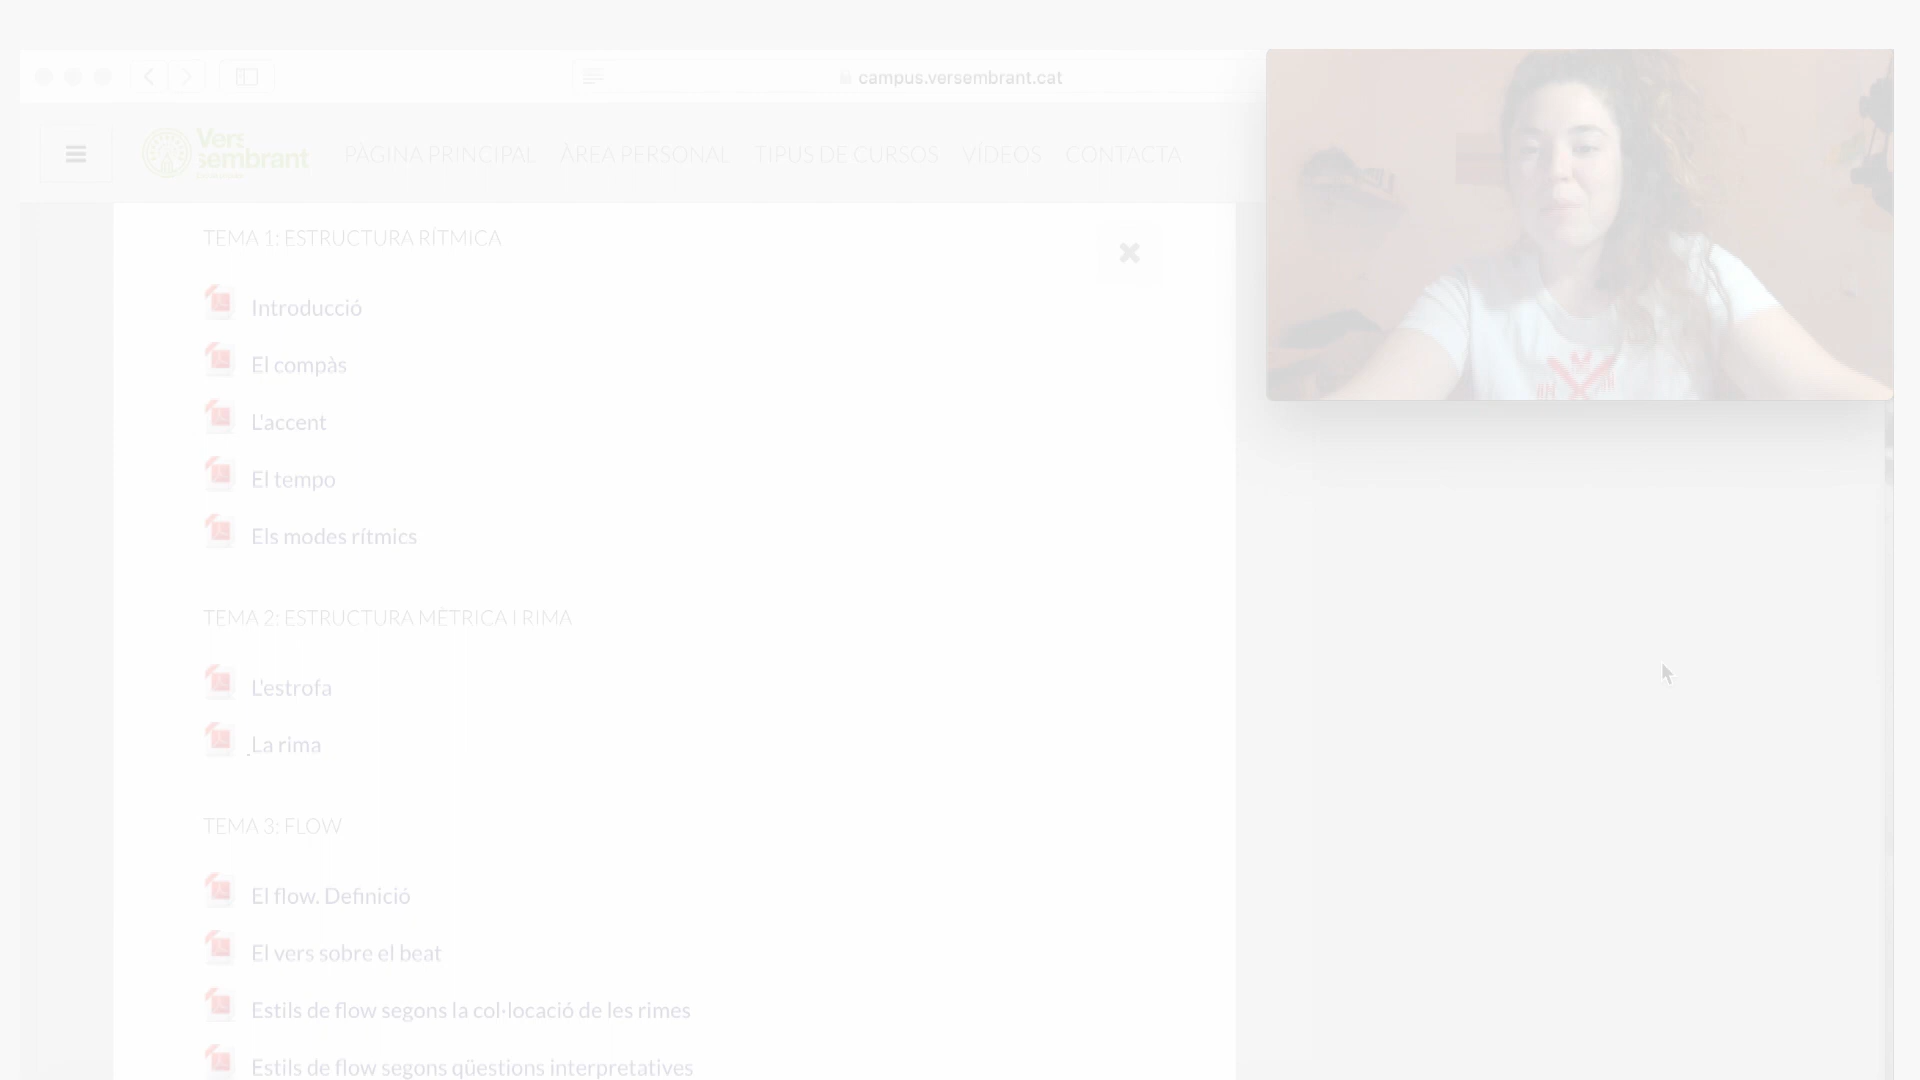 campus.versembrant.cat
Vers
sembrant
PÀGINA PRINCIPAL ÀREA PERSONAL TIPUS DE CURSOS VÍDEOS CONTACTA
TEMA 1: ESTRUCTURA RÍTMICA
Introducció
El compàs
L'accent
El tempo
Els modes rítmics
TEMA 2: ESTRUCTURA MÈTRICA I RIMA
L'estrofa
La rima
TEMA 3: FLOW
El flow. Definició
El vers sobre el beat
Estils de flow segons la col·locació de les rimes
Estils de flow segons qüestions interpretatives